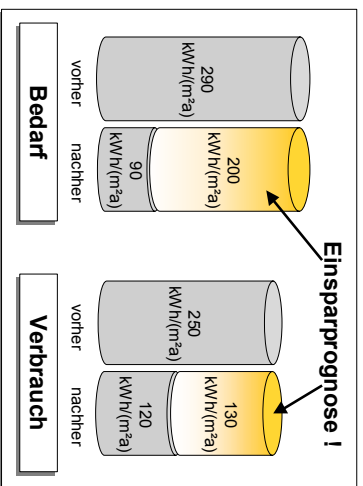 Einsparprognose !
290
kWh/(m²a)
200
kWh/(m²a)
90
kWh/(m²a)
250
kWh/(m²a)
130
kWh/(m²a)
120
kWh/(m²a)
vorher
nachher
vorher
nachher
Bedarf
Verbrauch